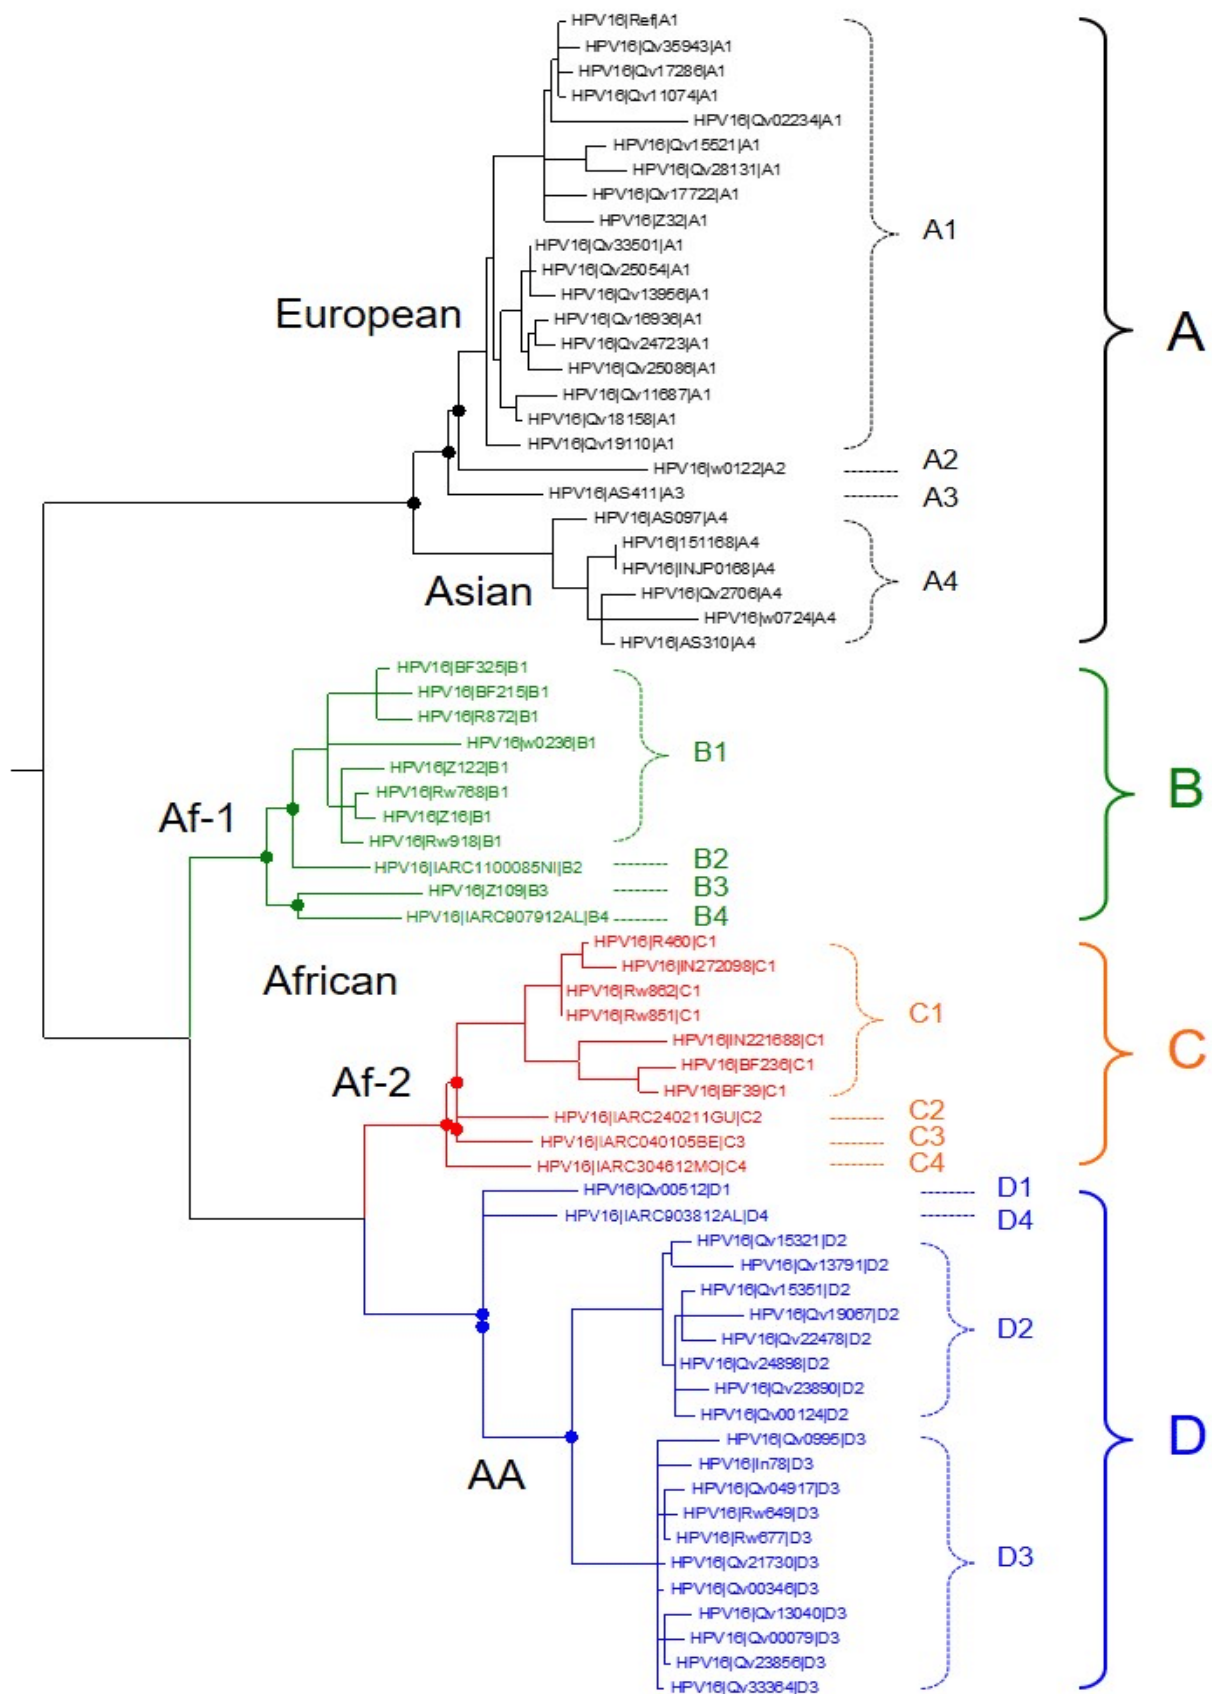 HPV16|Ref|A1
HPV16|Qv35943|A1
HPV16|Qv17286|A1
HPV16|Qv11074|A1
HPV16|Qv02234|A1
HPV16|Qv15521|A1
HPV16|Qv28131|A1
HPV16|Qv17722|A1
HPV16|Z32|A1
A1
HPV16|Qv33501|A1
HPV16|Qv25054|A1
HPV16|Qv13956|A1
European
HPV16|Qv16936|A1
A
HPV16|Qv24723|A1
HPV16|Qv25086|A1
HPV16|Qv11687|A1
HPV16|Qv18158|A1
HPV16|Qv19110|A1
HPV16|w0122|A2
A2
HPV16|AS411|A3
A3
HPV16|AS097|A4
HPV16|151168|A4
HPV16|INJP0168|A4
A4
Asian
HPV16|Qv2706|A4
HPV16|w0724|A4
HPV16|AS310|A4
HPV16|BF325|B1
HPV16|BF215|B1
HPV16|R872|B1
HPV16|w0236|B1
B1
HPV16|Z122|B1
HPV16|Rw768|B1
B
Af-1
HPV16|Z16|B1
HPV16|Rw918|B1
HPV16|IARC1100085NI|B2
B2
HPV16|Z109|B3
B3
HPV16|IARC907912AL|B4
B4
HPV16|R460|C1
HPV16|IN272098|C1
African
HPV16|Rw862|C1
HPV16|Rw851|C1
C1
HPV16|IN221688|C1
C
HPV16|BF236|C1
Af-2
HPV16|BF39|C1
HPV16|IARC240211GU|C2
C2
HPV16|IARC040105BE|C3
C3
HPV16|IARC304612MO|C4
C4
HPV16|Qv00512|D1
D1
HPV16|IARC903812AL|D4
D4
HPV16|Qv15321|D2
HPV16|Qv13791|D2
HPV16|Qv15351|D2
HPV16|Qv19067|D2
D2
HPV16|Qv22478|D2
HPV16|Qv24898|D2
HPV16|Qv23890|D2
HPV16|Qv00124|D2
HPV16|Qv0995|D3
D
HPV16|In78|D3
AA
HPV16|Qv04917|D3
HPV16|Rw649|D3
HPV16|Rw677|D3
D3
HPV16|Qv21730|D3
HPV16|Qv00346|D3
HPV16|Qv13040|D3
HPV16|Qv00079|D3
HPV16|Qv23856|D3
HPV16|Qv33364|D3